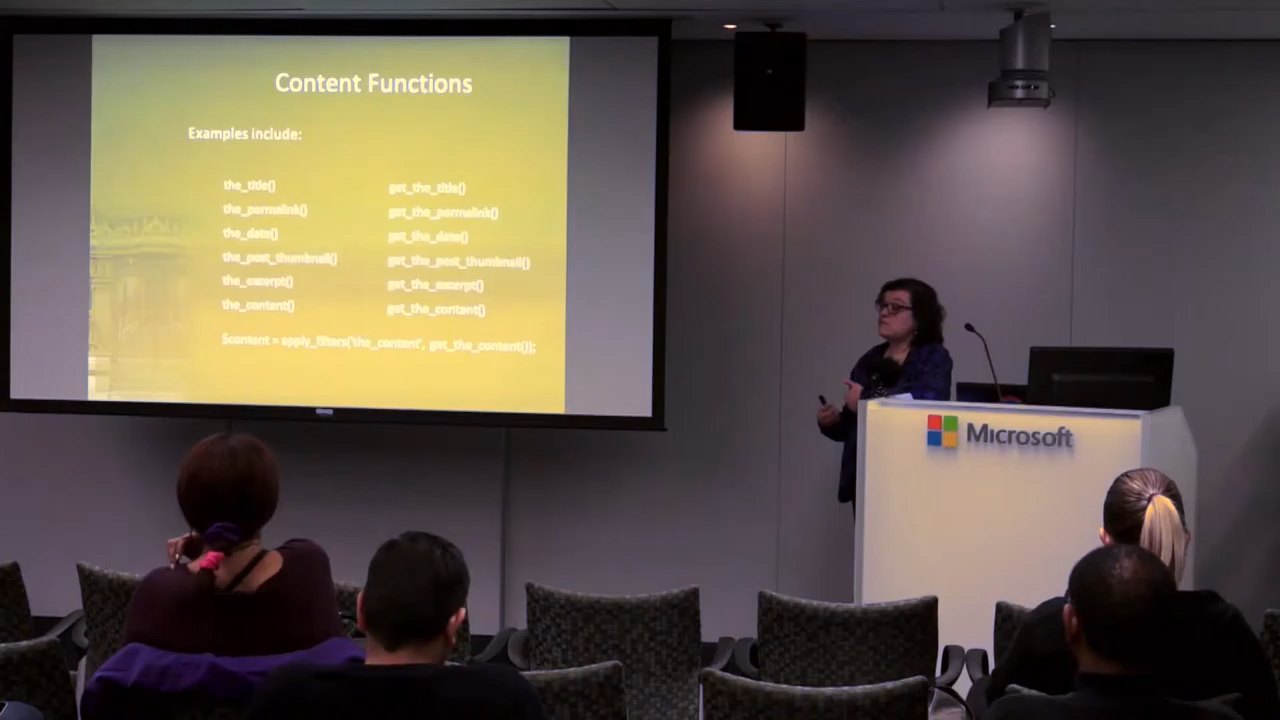 Content Functions
Examples include:
the_title()
get_the_title()
the_permalink()
get_the_permalink()
the_date()
get_the_date()
the_post_thumbnail()
get_the_post_thumbnail()
the_excerpt()
get_the_excerpt()
the_content()
get_the_content()
$content = apply_filters('the_content', get_the_content());
Microsoft